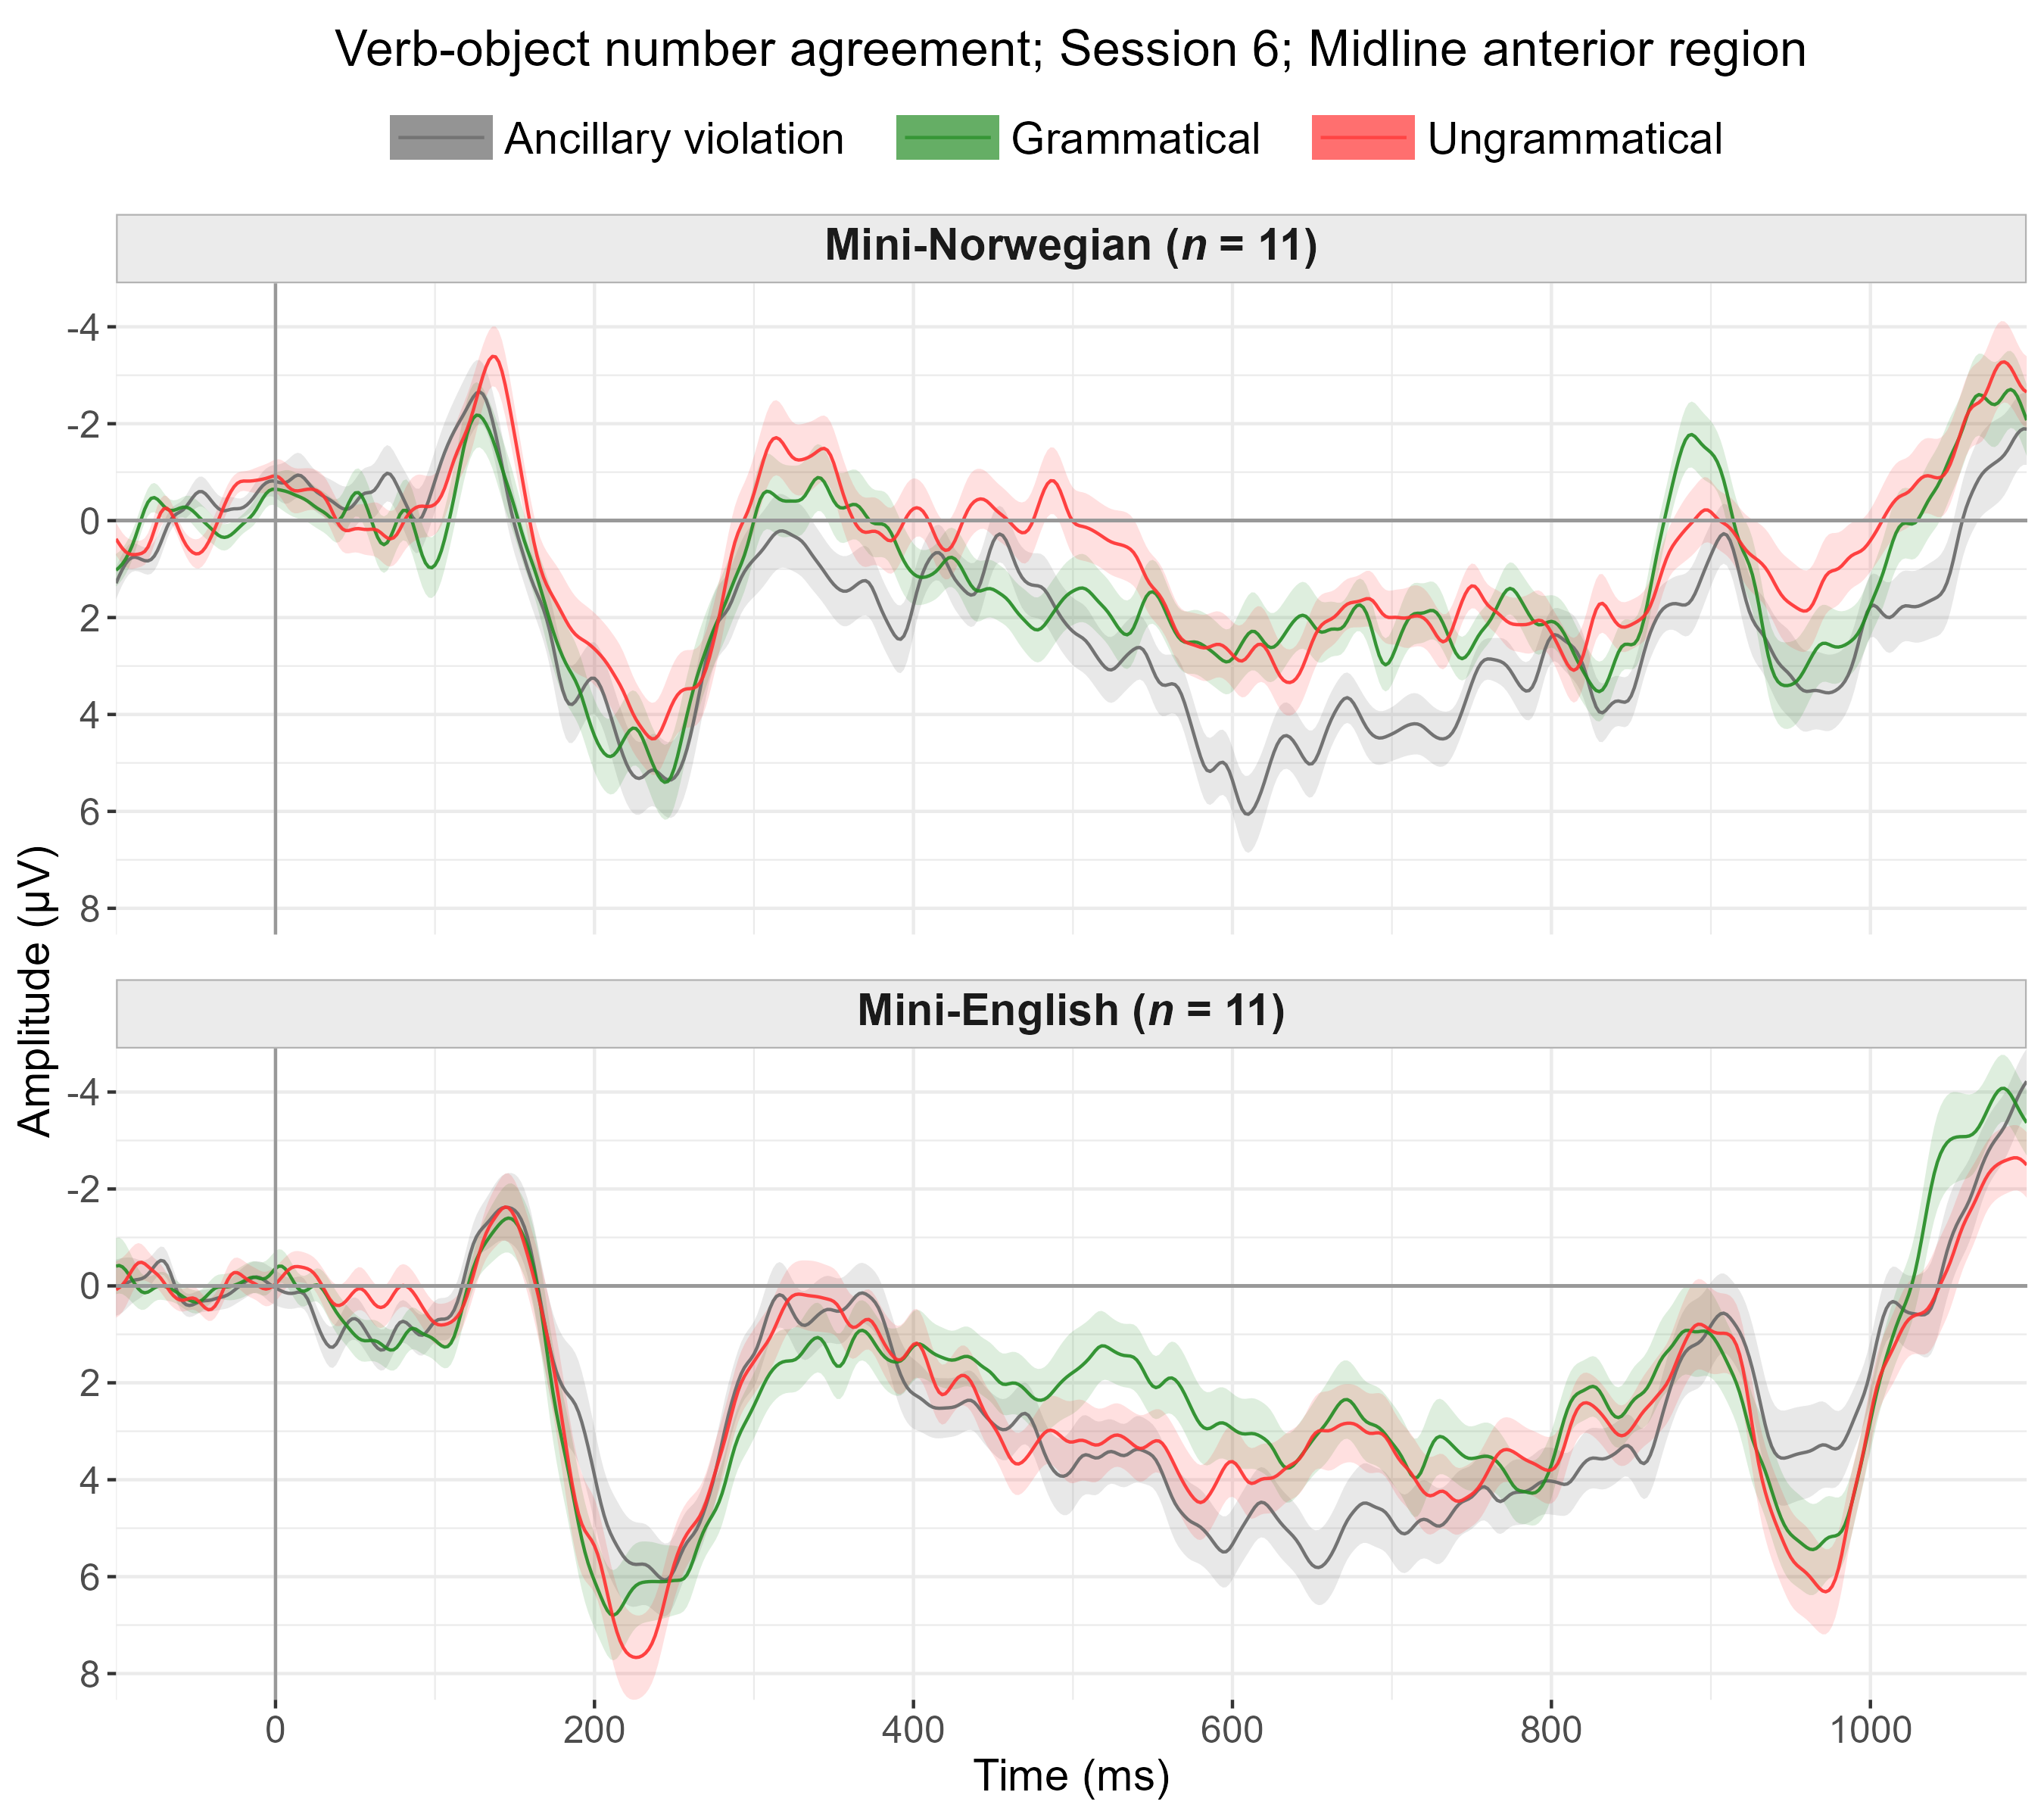 Verb-object number agreement; Session 6; Midline anterior region
Ancillary violation Grammatical Ungrammatical
Mini-Norwegian (n = 11)
-4
-2
0
2
4
6
8
Amplitude (µV)
Mini-English (n = 11)
-4
-2
0
2
4
6
8
0 200 400 600 800 1000
Time (ms)